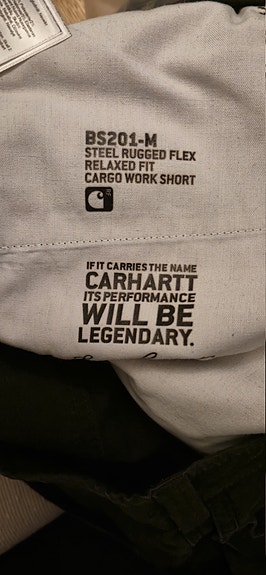 BS201-M
STEEL RUGGED FLEX
RELAXED FIT
CARGO WORK SHORT
IF IT CARRIES THE NAME
CARHARTT
ITS PERFORMANCE
WILL BE
LEGENDARY.